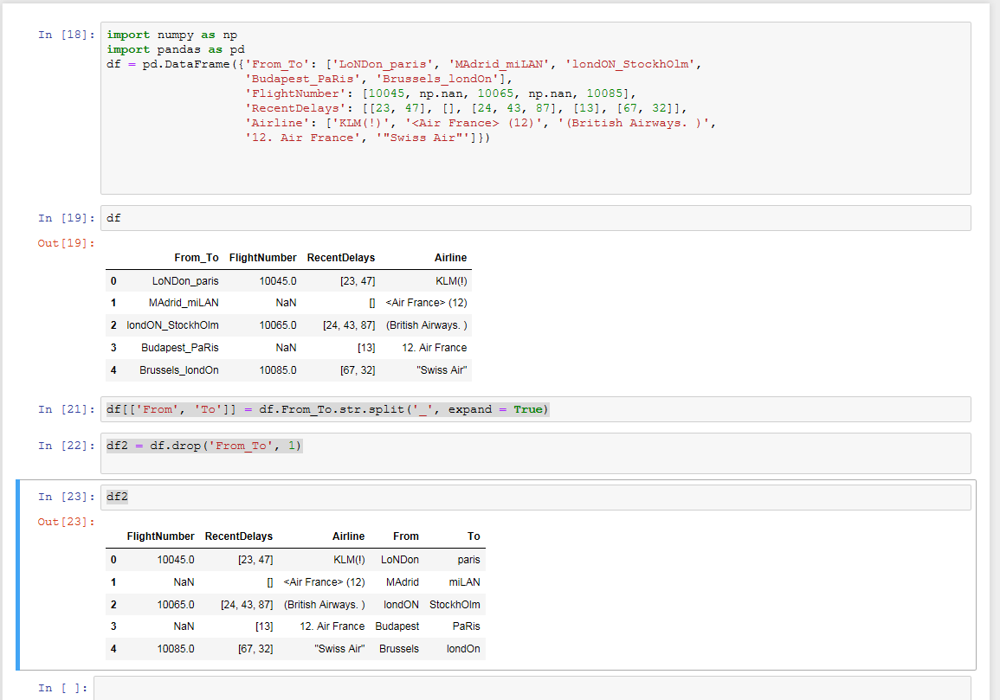 In [18]: import numpy as np
import pandas as pd
df = pd.DataFrame({'From_To': ['LoNDon_paris', 'MAdrid_miLAN', 'londON_StockhOlm',
'Budapest_PaRis', 'Brussels_londOn'],
'FlightNumber': [10045, np.nan, 10065, np.nan, 10085],
'RecentDelays': [[23, 47], [], [24, 43, 87], [13], [67, 32]],
'Airline': ['KLM(!)', '<Air France> (12)', '(British Airways. )',
'12. Air France', '"Swiss Air"']})
In [19]: df
Out[19]:
From_To FlightNumber RecentDelays Airline
0 LoNDon_paris 10045.0 [23, 47] KLM(!)
1 MAdrid_miLAN NaN [] <Air France> (12)
2 londON_StockhOlm 10065.0 [24, 43, 87] (British Airways. )
3 Budapest_PaRis NaN [13] 12. Air France
4 Brussels_londOn 10085.0 [67, 32] "Swiss Air"
In [21]: df[['From', 'To']] = df.From_To.str.split('_', expand = True)
In [22]: df2 = df.drop('From_To', 1)
In [23]: df2
Out[23]:
FlightNumber RecentDelays Airline From To
0 10045.0 [23, 47] KLM(!) LoNDon paris
1 NaN [] <Air France> (12) MAdrid miLAN
2 10065.0 [24, 43, 87] (British Airways. ) londON StockhOlm
3 NaN [13] 12. Air France Budapest PaRis
4 10085.0 [67, 32] "Swiss Air" Brussels londOn
In [ ]: